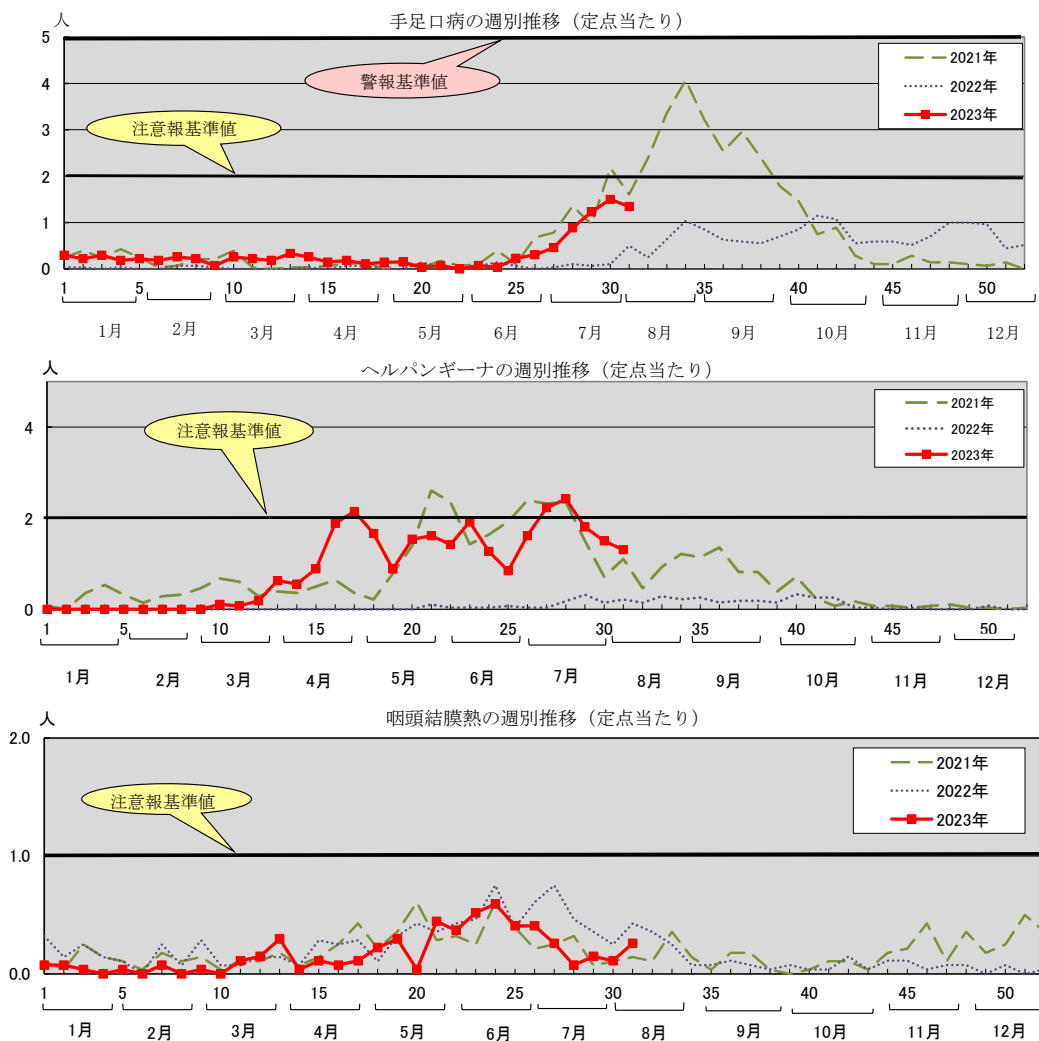 手足口病の週別推移（定点当たり）
人
5
4
3
2
1
0
警報基準値
注意報基準値
2021年
2022年
2023年
1 5 10 15 20 25 30 35 40 45 50
1月 2月 3月 4月 5月 6月 7月 8月 9月 10月 11月 12月
ヘルパンギーナの週別推移（定点当たり）
人
4
2
0
注意報基準値
2021年
2022年
2023年
1 5 10 15 20 25 30 35 40 45 50
1月 2月 3月 4月 5月 6月 7月 8月 9月 10月 11月 12月
咽頭結膜熱の週別推移（定点当たり）
人
2.0
1.0
0.0
注意報基準値
2021年
2022年
2023年
1 5 10 15 20 25 30 35 40 45 50
1月 2月 3月 4月 5月 6月 7月 8月 9月 10月 11月 12月